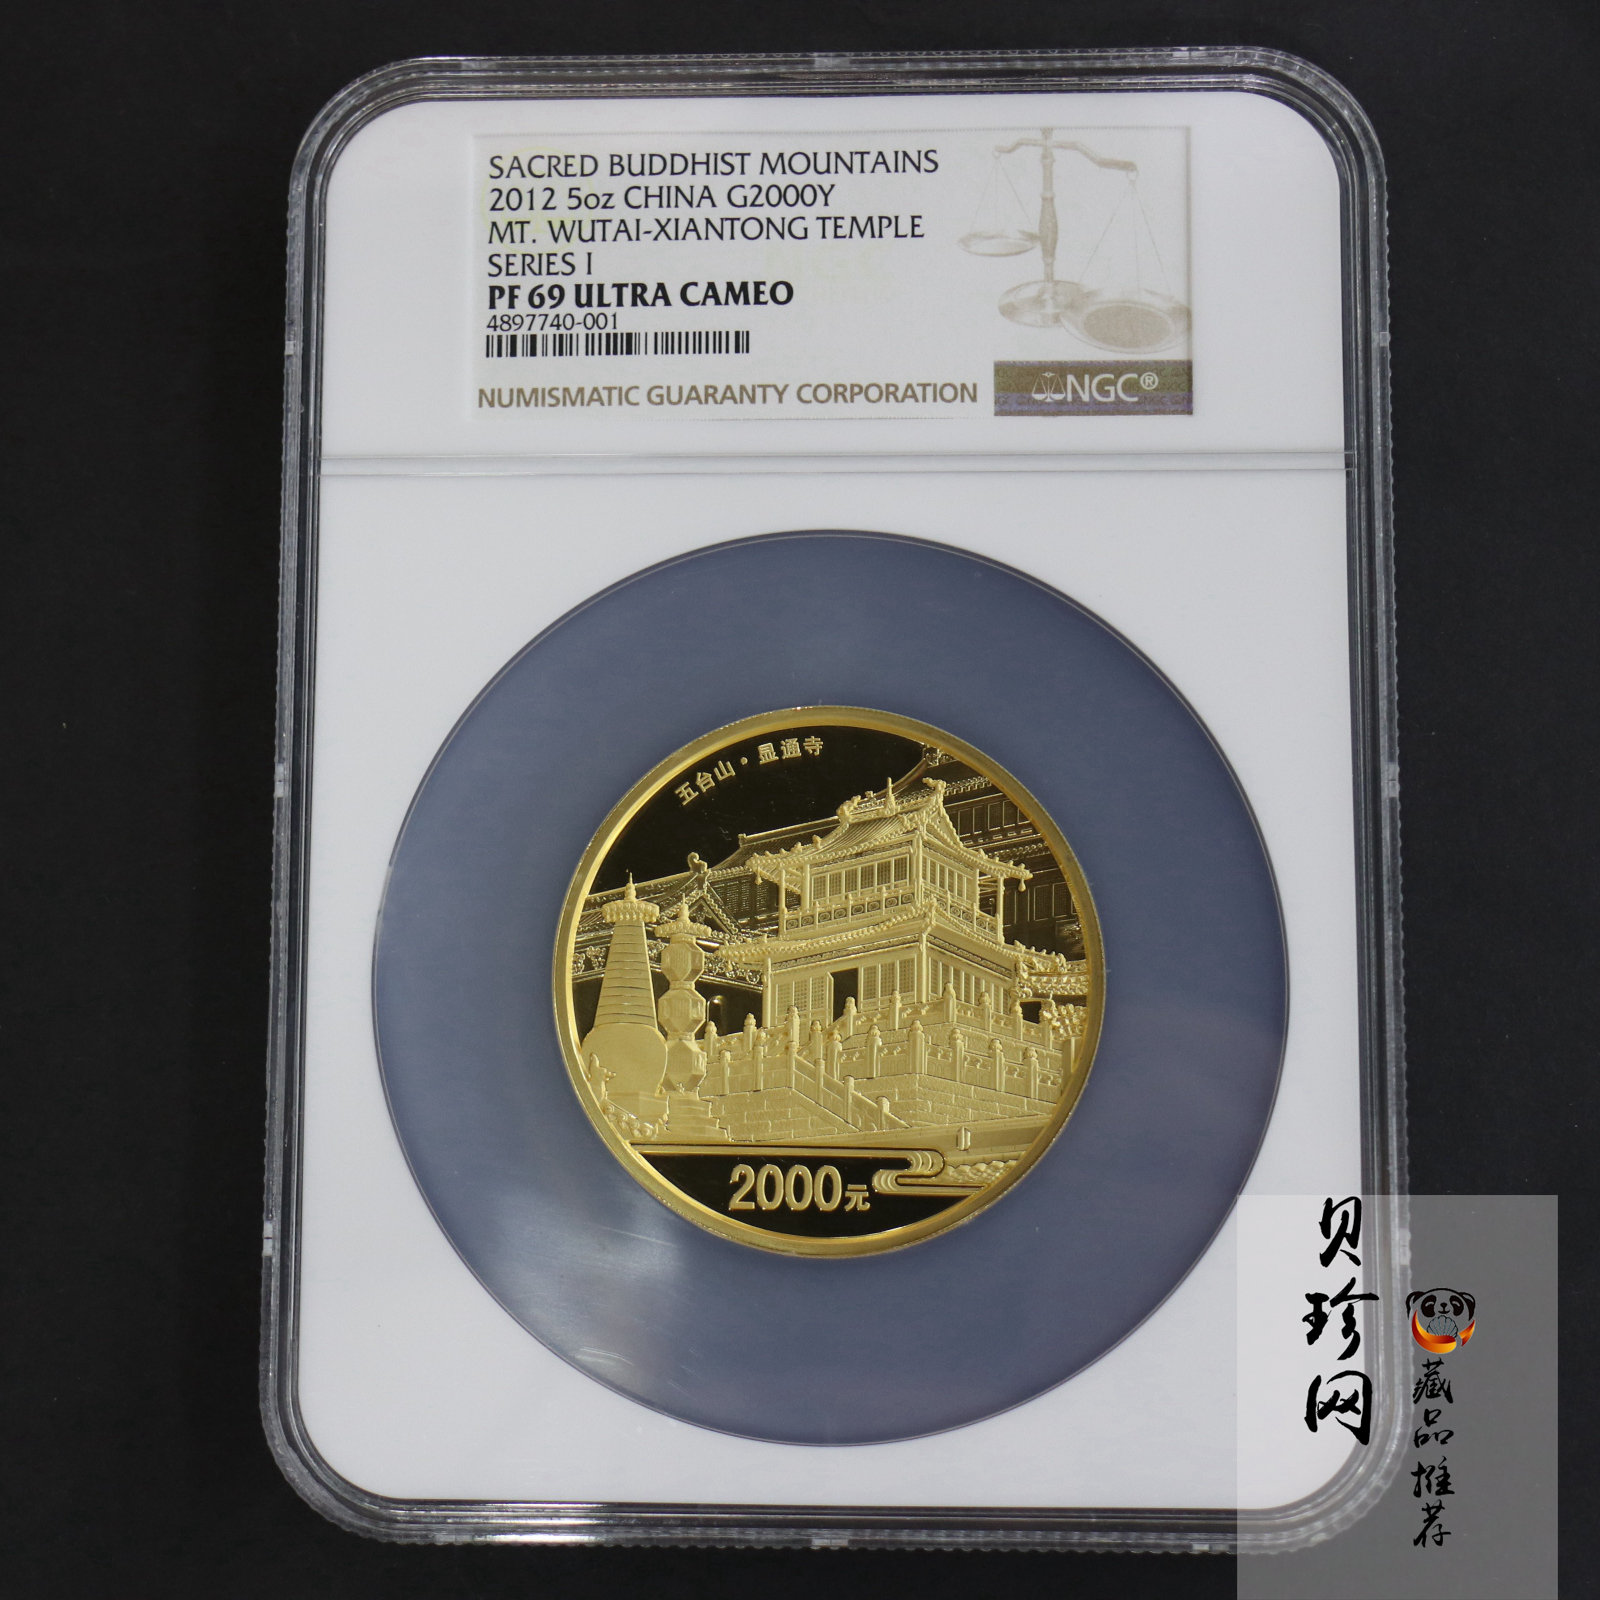 SACRED BUDDHIST MOUNTAINS
2012 5oz CHINA G2000Y
MT. WUTAI-XIANTONG TEMPLE
SERIES I
PF 69 ULTRA CAMEO
4897740-001
NUMISMATIC GUARANTY CORPORATION
NGC®
五台山·显通寺
2000元
贝珍网
藏品推荐